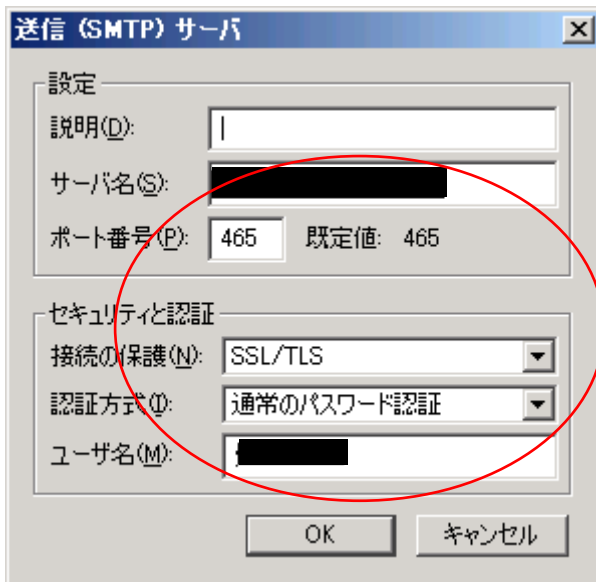 送信 (SMTP) サーバ
設定
説明(D):
サーバ名(S):
ポート番号(P): 465 既定値: 465
セキュリティと認証
接続の保護(N): SSL/TLS
認証方式(I): 通常のパスワード認証
ユーザ名(M):
OK キャンセル